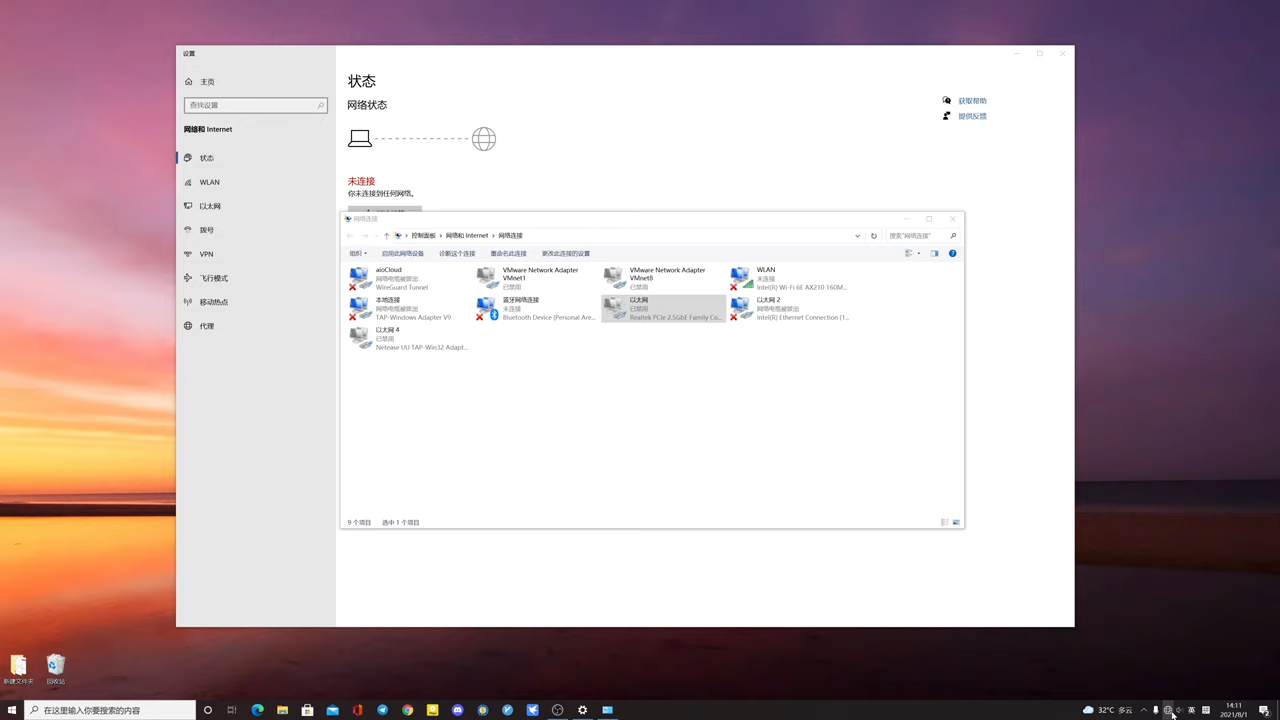 设置
主页
查找设置
网络和 Internet
状态
WLAN
以太网
拨号
VPN
飞行模式
移动热点
代理
状态
网络状态
未连接
你未连接到任何网络。
获取帮助
提供反馈
网络连接
控制面板 › 网络和 Internet › 网络连接
搜索"网络连接"
组织 启用此网络设备 诊断这个连接 重命名此连接 更改此连接的设置
aioCloud
网络电缆被拔出
WireGuard Tunnel
VMware Network Adapter
VMnet1
已禁用
VMware Network Adapter
VMnet8
已禁用
WLAN
未连接
Intel(R) Wi-Fi 6E AX210 160M...
本地连接
网络电缆被拔出
TAP-Windows Adapter V9
蓝牙网络连接
未连接
Bluetooth Device (Personal Are...
以太网
已禁用
Realtek PCIe 2.5GbE Family Co...
以太网 2
网络电缆被拔出
Intel(R) Ethernet Connection (1...
以太网 4
已禁用
Netease UU TAP-Win32 Adapt...
9 个项目 选中 1 个项目
新建文件夹
回收站
在这里输入你要搜索的内容
32°C 多云
英
14:11
2021/8/1